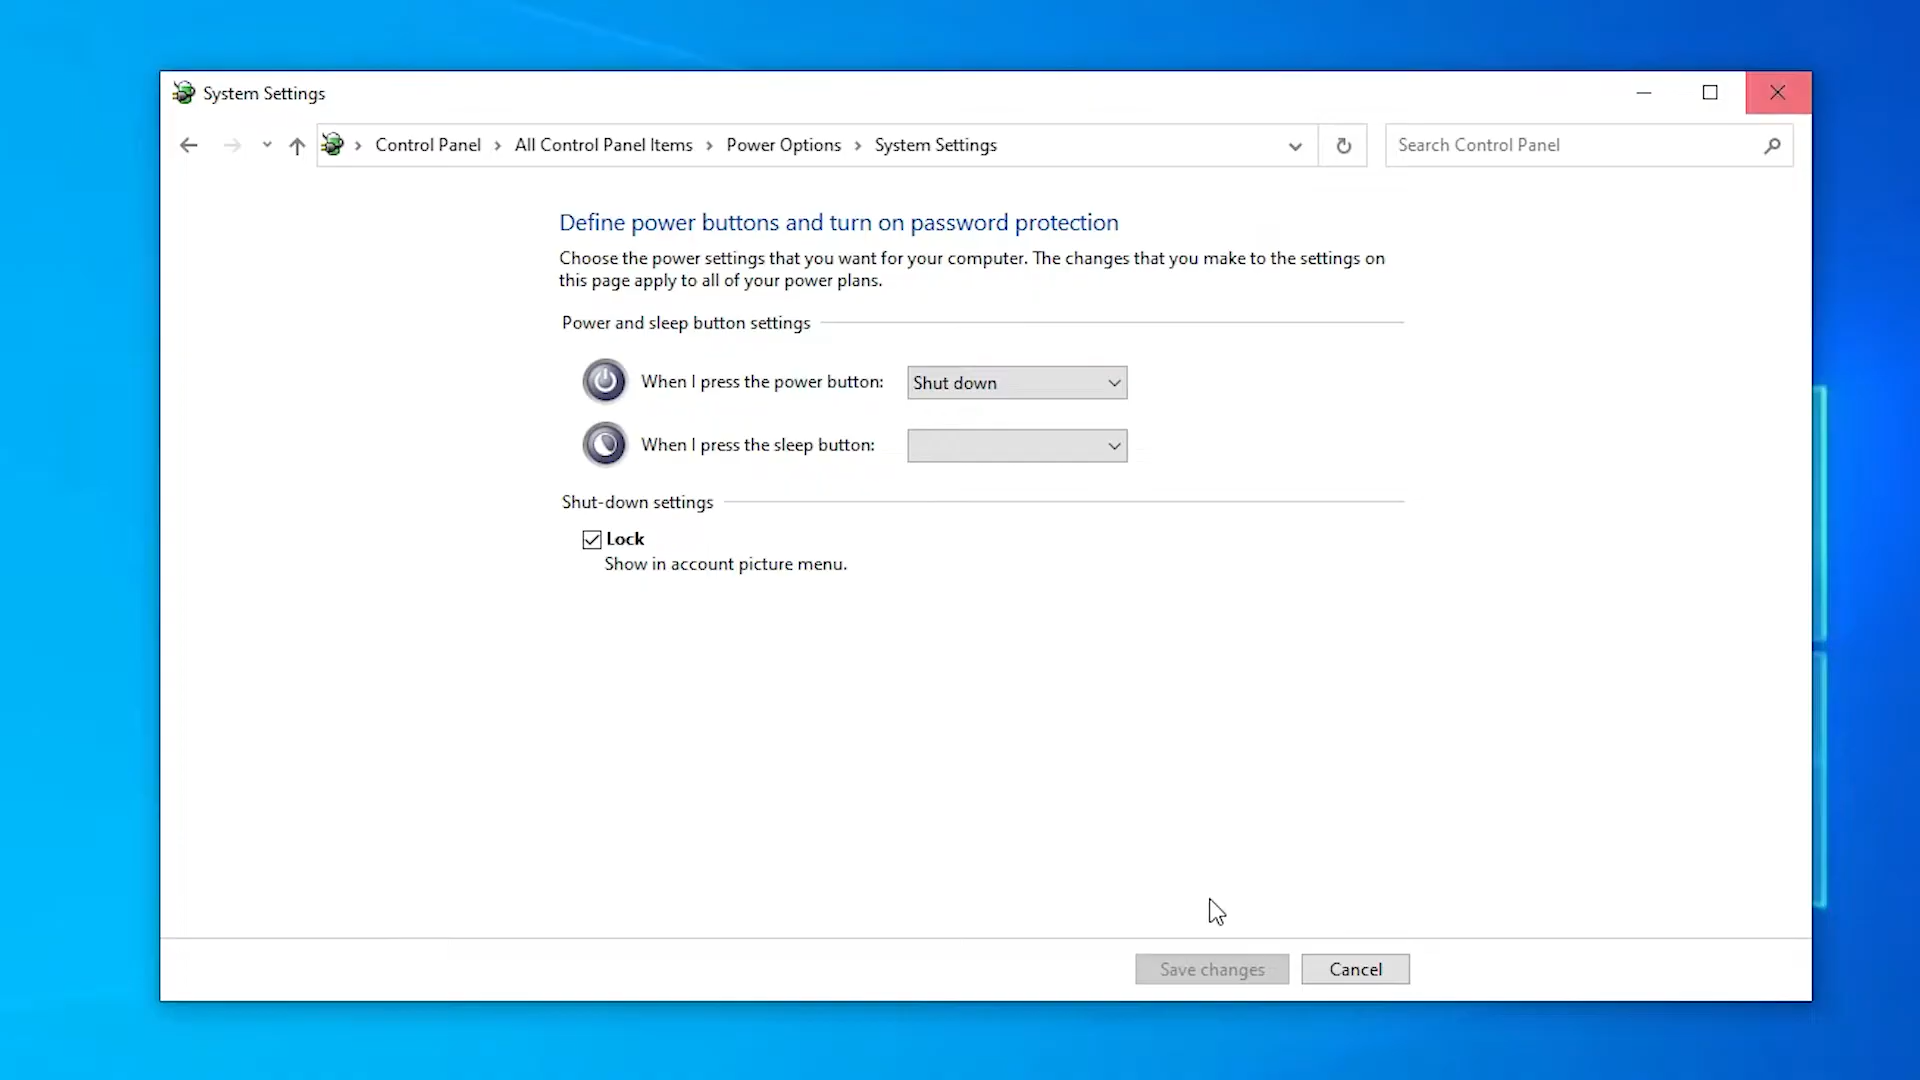 System Settings
Control Panel > All Control Panel Items > Power Options > System Settings
Search Control Panel
Define power buttons and turn on password protection
Choose the power settings that you want for your computer. The changes that you make to the settings on
this page apply to all of your power plans.
Power and sleep button settings
When I press the power button: Shut down
When I press the sleep button:
Shut-down settings
Lock
Show in account picture menu.
Save changes Cancel